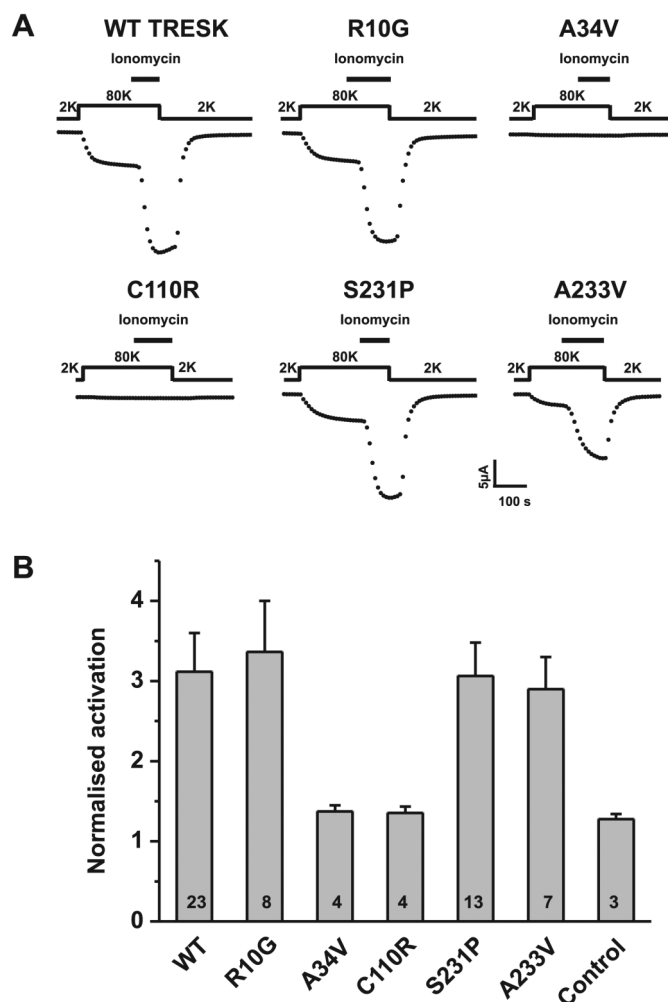 A
WT TRESK R10G A34V
Ionomycin Ionomycin Ionomycin
2K 80K 2K 2K 80K 2K 2K 80K 2K
C110R S231P A233V
Ionomycin Ionomycin Ionomycin
2K 80K 2K 2K 80K 2K 2K 80K 2K
5µA
100 s
B
Normalised activation
4
3
2
1
0
23 8 4 4 13 7 3
WT R10G A34V C110R S231P A233V Control